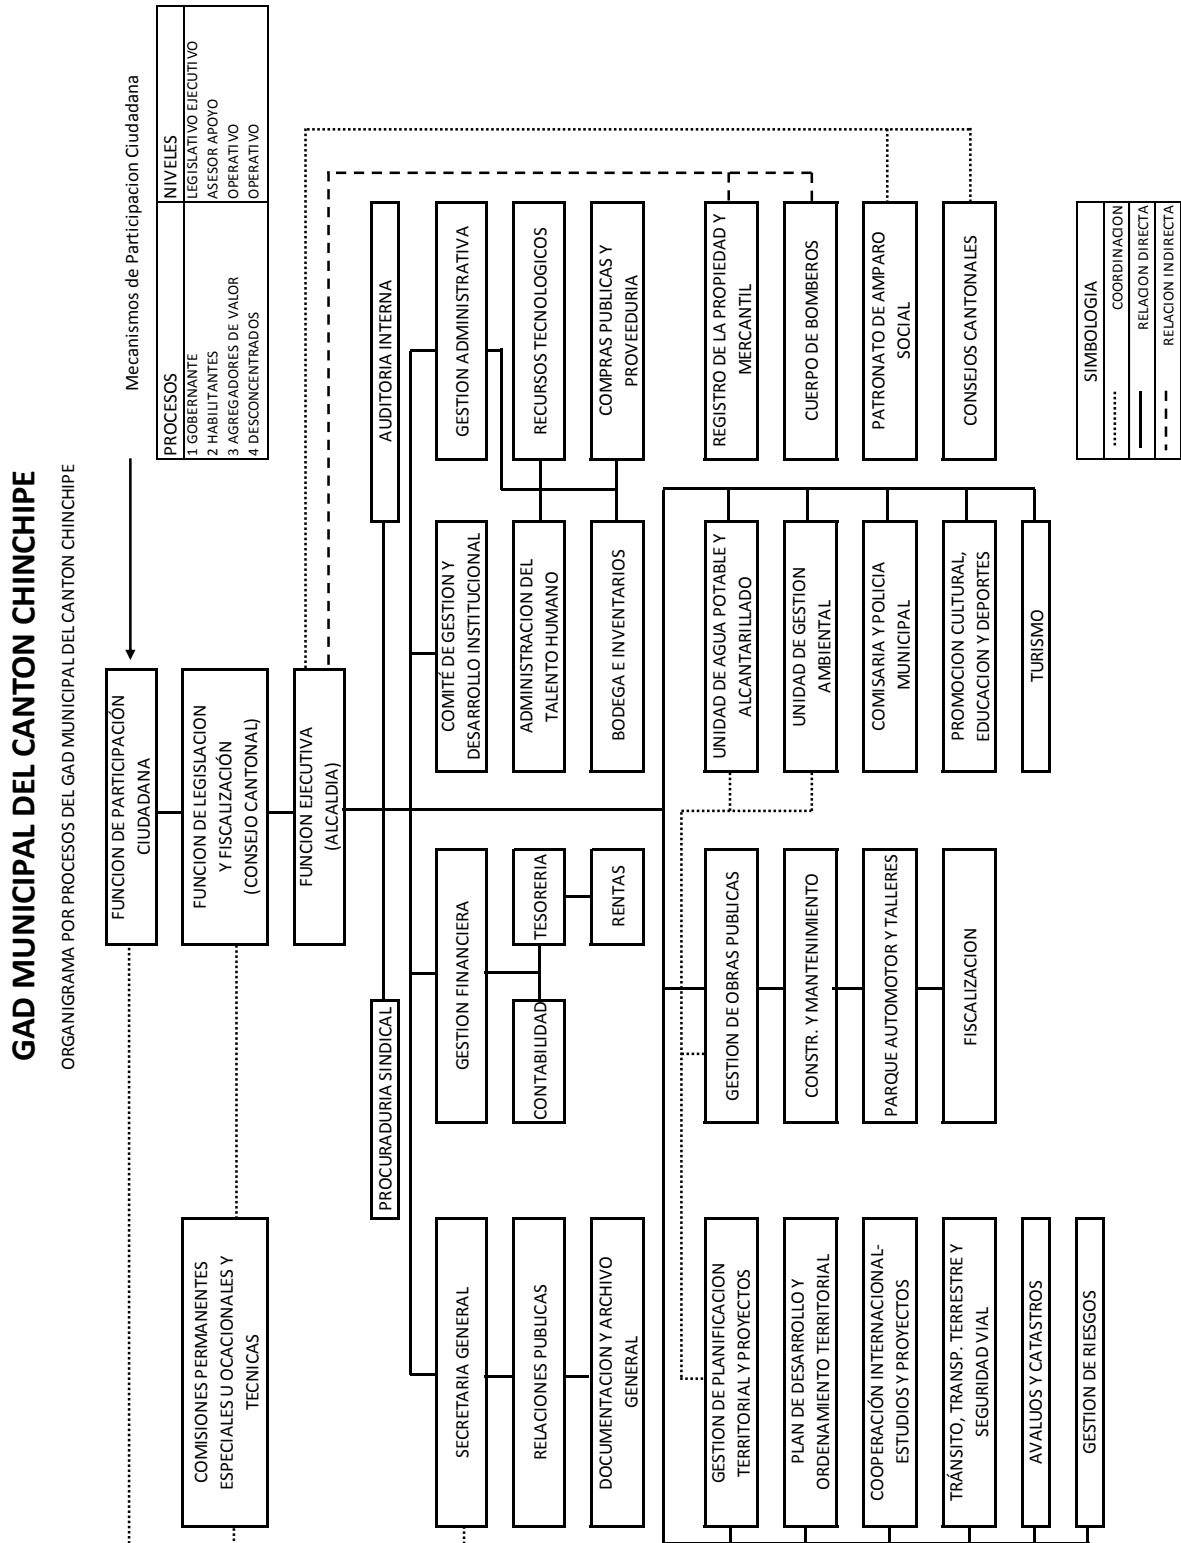 GAD MUNICIPAL DEL CANTON CHINCHIPE
ORGANIGRAMA POR PROCESOS DEL GAD MUNICIPAL DEL CANTON CHINCHIPE
Mecanismos de Participacion Ciudadana
PROCESOS
NIVELES
1 GOBERNANTE
LEGISLATIVO EJECUTIVO
2 HABILITANTES
ASESOR APOYO
3 AGREGADORES DE VALOR
OPERATIVO
4 DESCONCENTRADOS
OPERATIVO
FUNCION DE PARTICIPACIÓN
CIUDADANA
COMISIONES PERMANENTES
ESPECIALES U OCACIONALES Y
TECNICAS
FUNCION DE LEGISLACION
Y FISCALIZACIÓN
(CONSEJO CANTONAL)
FUNCION EJECUTIVA
(ALCALDIA)
PROCURADURIA SINDICAL
AUDITORIA INTERNA
SECRETARIA GENERAL
GESTION FINANCIERA
COMITÉ DE GESTION Y
DESARROLLO INSTITUCIONAL
GESTION ADMINISTRATIVA
RELACIONES PUBLICAS
CONTABILIDAD
TESORERIA
ADMINISTRACION DEL
TALENTO HUMANO
RECURSOS TECNOLOGICOS
DOCUMENTACION Y ARCHIVO
GENERAL
RENTAS
BODEGA E INVENTARIOS
COMPRAS PUBLICAS Y
PROVEEDURIA
GESTION DE PLANIFICACION
TERRITORIAL Y PROYECTOS
GESTION DE OBRAS PUBLICAS
UNIDAD DE AGUA POTABLE Y
ALCANTARILLADO
REGISTRO DE LA PROPIEDAD Y
MERCANTIL
PLAN DE DESARROLLO Y
ORDENAMIENTO TERRITORIAL
CONSTR. Y MANTENIMIENTO
UNIDAD DE GESTION
AMBIENTAL
CUERPO DE BOMBEROS
COOPERACIÓN INTERNACIONAL-
ESTUDIOS Y PROYECTOS
PARQUE AUTOMOTOR Y TALLERES
COMISARIA Y POLICIA
MUNICIPAL
PATRONATO DE AMPARO
SOCIAL
TRÁNSITO, TRANSP. TERRESTRE Y
SEGURIDAD VIAL
FISCALIZACION
PROMOCION CULTURAL,
EDUCACION Y DEPORTES
CONSEJOS CANTONALES
AVALUOS Y CATASTROS
TURISMO
GESTION DE RIESGOS
SIMBOLOGIA
COORDINACION
RELACION DIRECTA
RELACION INDIRECTA